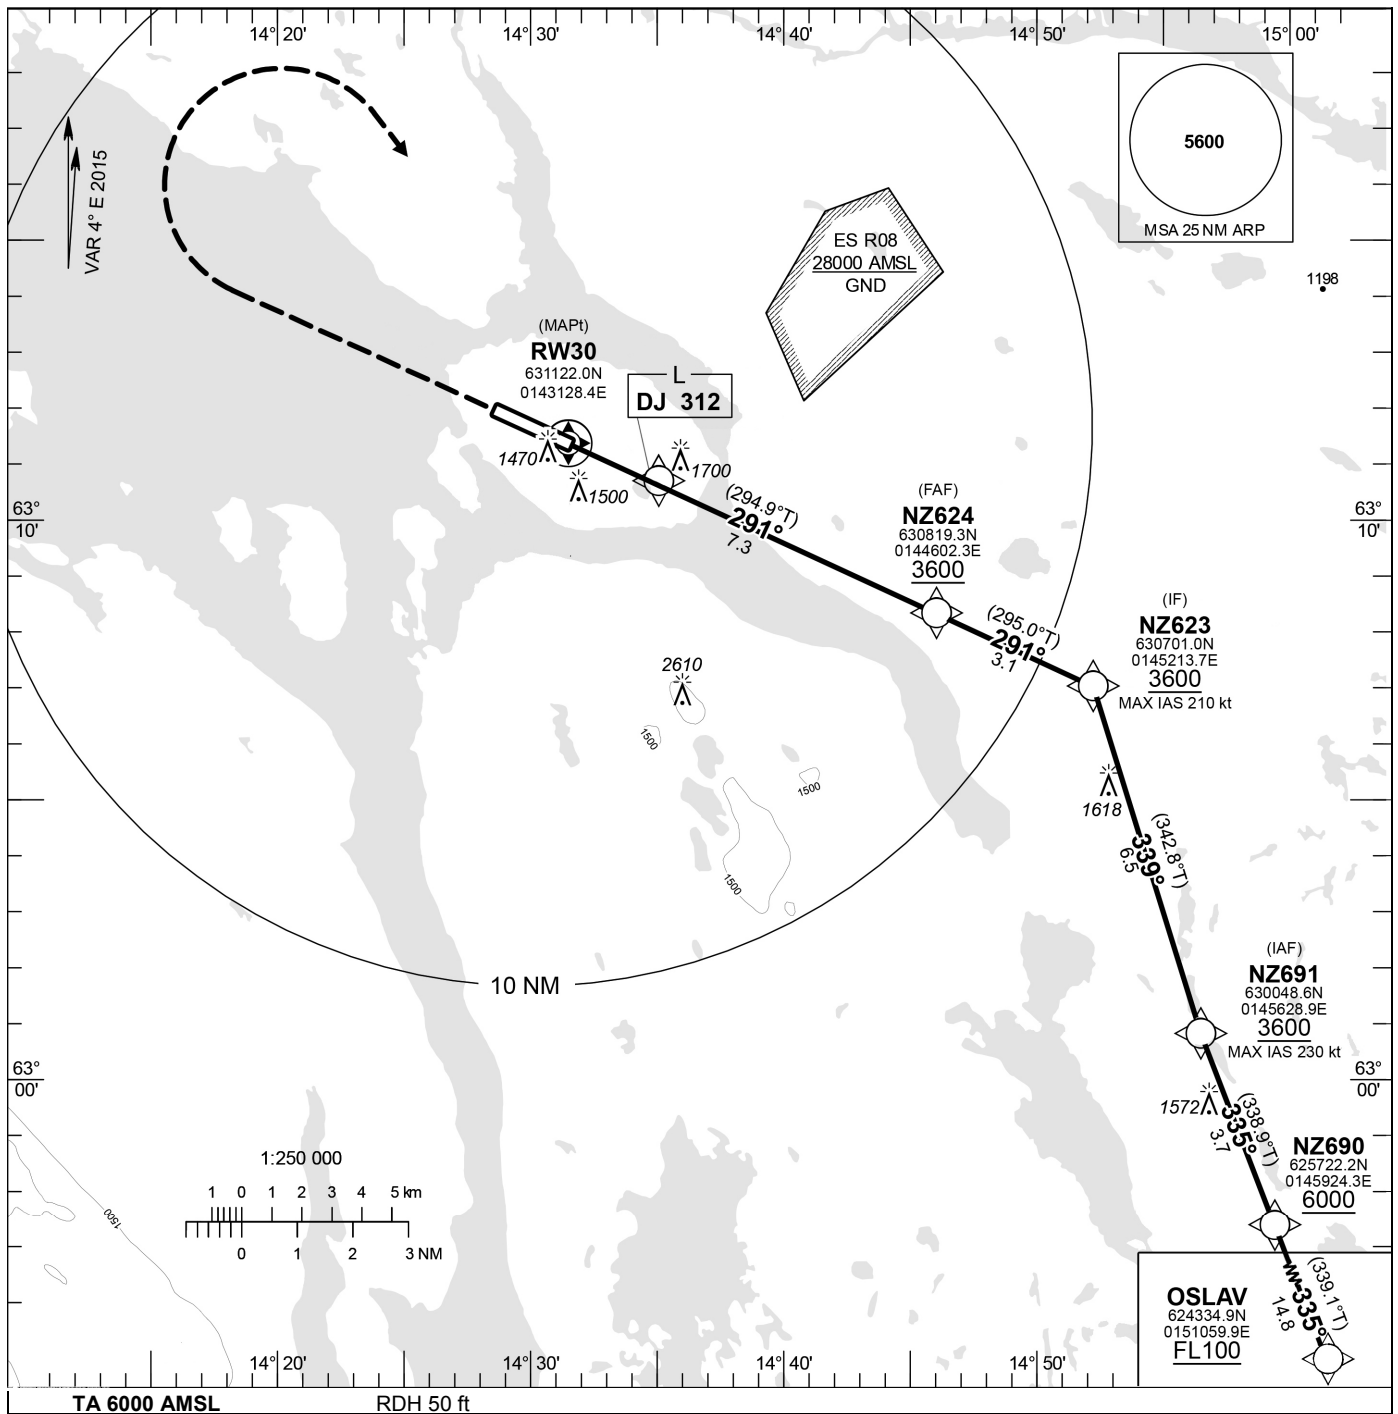 14°20'
14°30'
14°40'
14°50'
15°00'
VAR 4° E 2015
5600
MSA 25 NM ARP
ES R08
28000 AMSL
GND
1198
(MAPt)
RW30
631122.0N
0143128.4E
L
DJ 312
1470
1500
1700
(294.9°T)
291°
7.3
63°
10'
63°
10'
(FAF)
NZ624
630819.3N
0144602.3E
3600
(295.0°T)
291°
3.1
(IF)
NZ623
630701.0N
0145213.7E
3600
MAX IAS 210 kt
2610
1500
1500
1500
1618
(342.8°T)
339°
6.5
10 NM
(IAF)
NZ691
630048.6N
0145628.9E
3600
MAX IAS 230 kt
63°
00'
63°
00'
1572
(338.9°T)
335°
3.7
NZ690
625722.2N
0145924.3E
6000
1:250 000
1 0 1 2 3 4 5 km
0 1 2 3 NM
1500
OSLAV
624334.9N
0151059.9E
FL100
(339.1°T)
335°
14.8
14°20'
14°30'
14°40'
14°50'
TA 6000 AMSL
RDH 50 ft